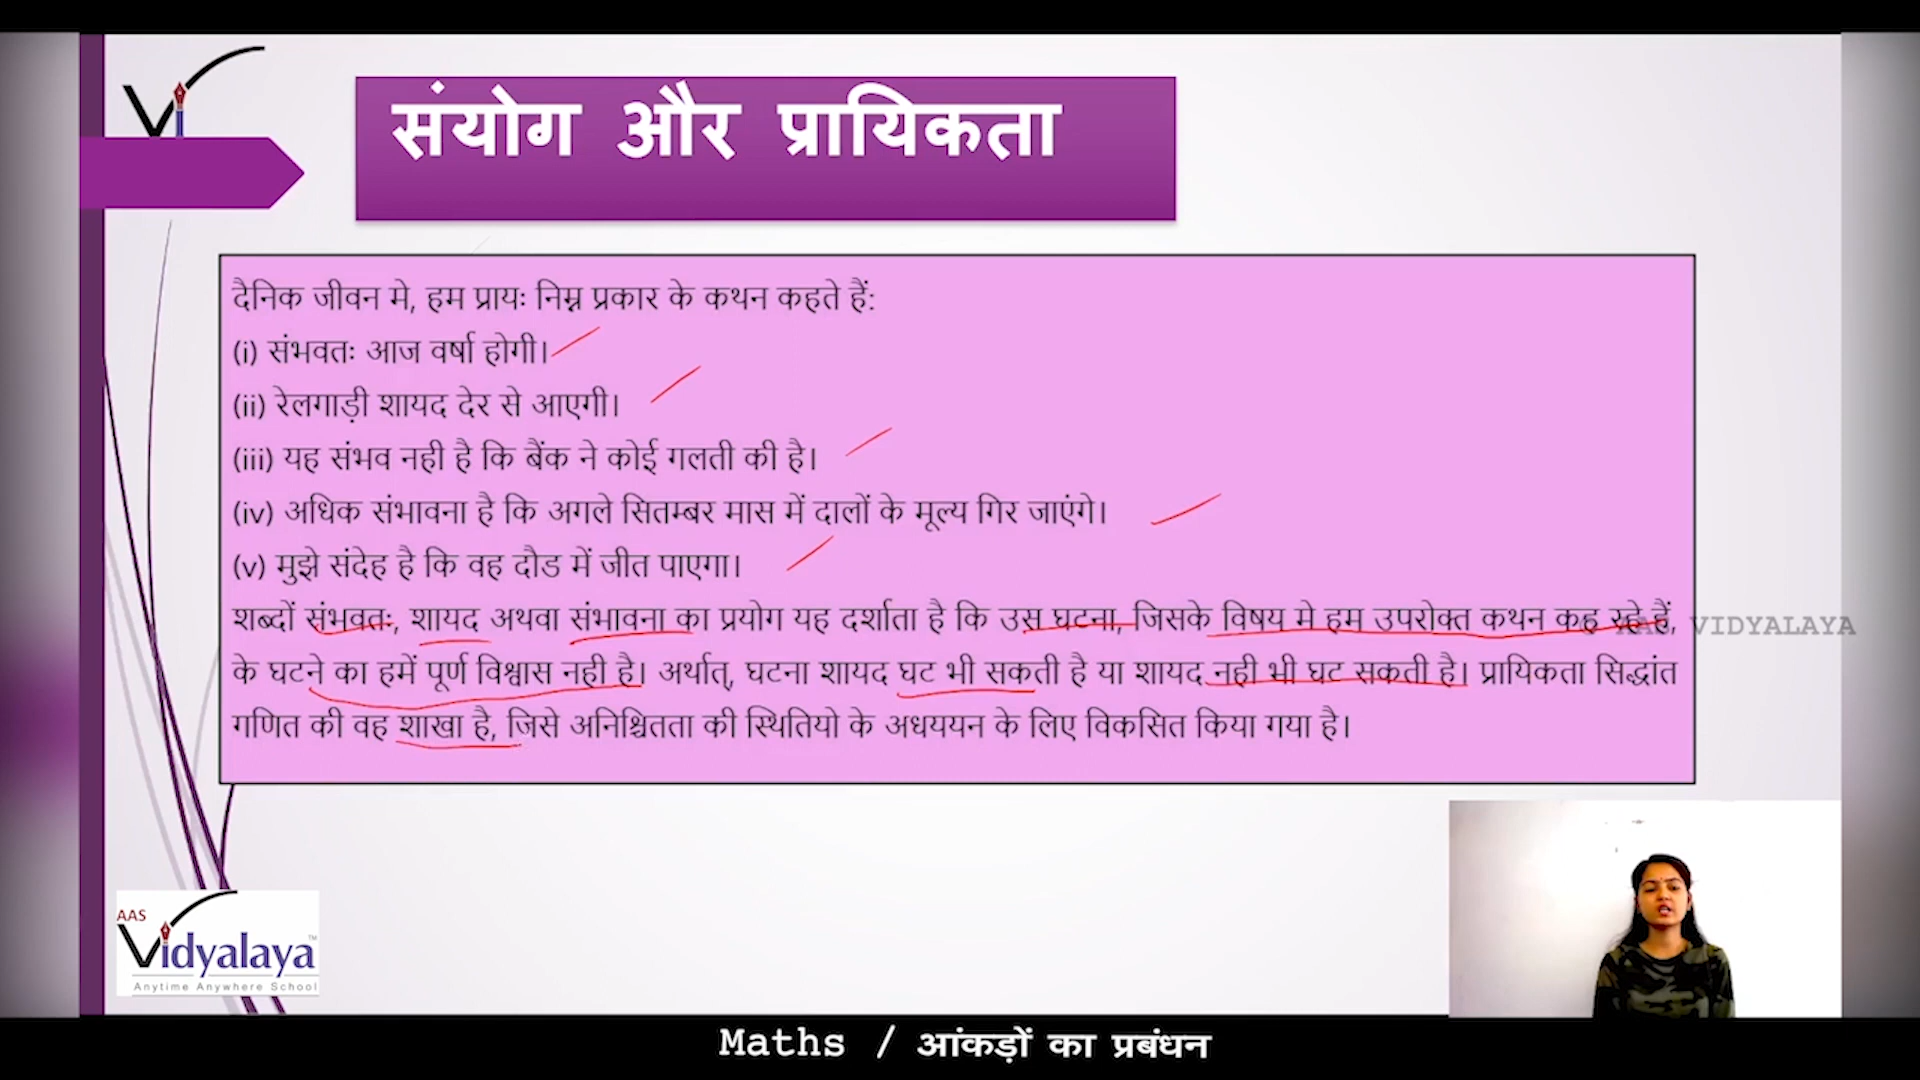 संयोग और प्रायिकता
दैनिक जीवन मे, हम प्रायः निम्न प्रकार के कथन कहते हैं:
(i) संभवतः आज वर्षा होगी।
(ii) रेलगाड़ी शायद देर से आएगी।
(iii) यह संभव नही है कि बैंक ने कोई गलती की है।
(iv) अधिक संभावना है कि अगले सितम्बर मास में दालों के मूल्य गिर जाएंगे।
(v) मुझे संदेह है कि वह दौड में जीत पाएगा।
शब्दों संभवतः, शायद अथवा संभावना का प्रयोग यह दर्शाता है कि उस घटना, जिसके विषय मे हम उपरोक्त कथन कह रहे हैं,
के घटने का हमें पूर्ण विश्वास नही है। अर्थात्, घटना शायद घट भी सकती है या शायद नही भी घट सकती है। प्रायिकता सिद्धांत
गणित की वह शाखा है, जिसे अनिश्चितता की स्थितियो के अधययन के लिए विकसित किया गया है।
AAS VIDYALAYA
AAS
Vidyalaya™
Anytime Anywhere School
Maths / आंकड़ों का प्रबंधन